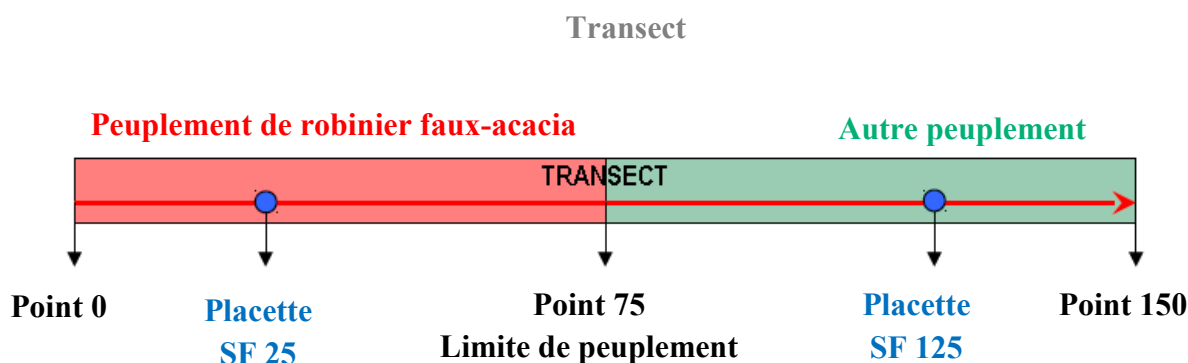 Transect
Peuplement de robinier faux-acacia
Autre peuplement
TRANSECT
Point 0
Placette
SF 25
Point 75
Limite de peuplement
Placette
SF 125
Point 150